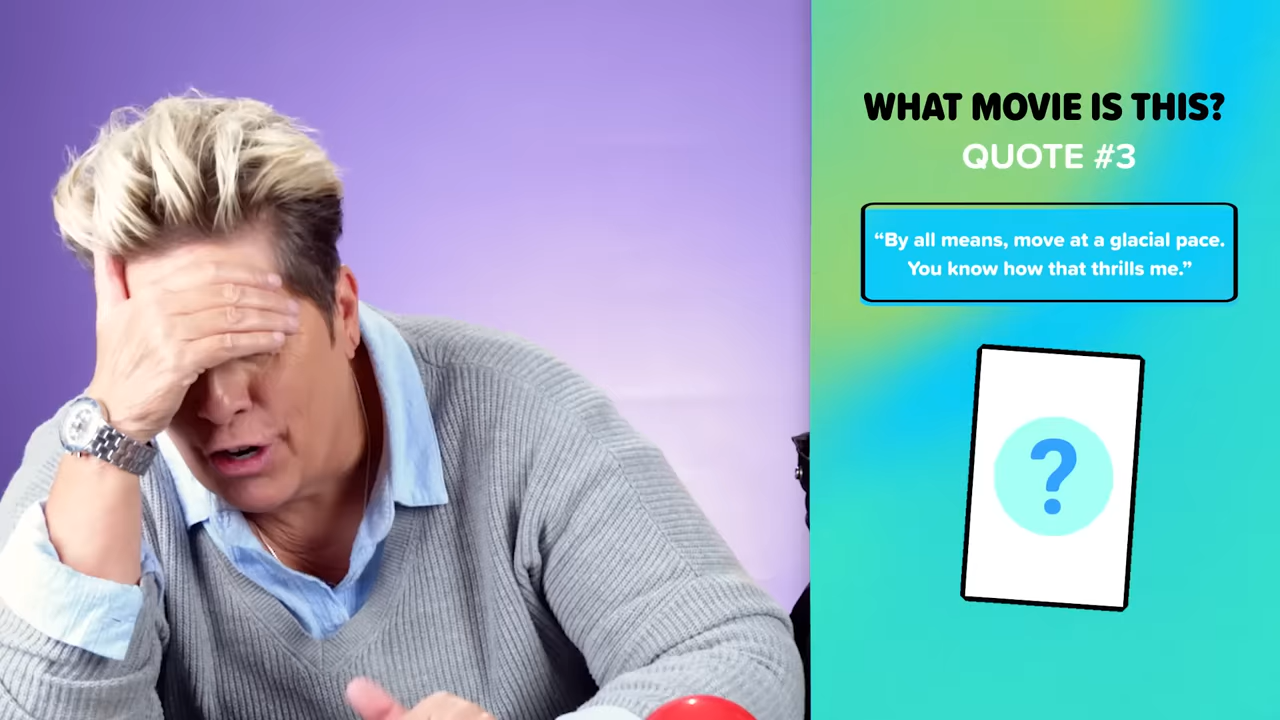 WHAT MOVIE IS THIS?
QUOTE #3
“By all means, move at a glacial pace.
You know how that thrills me.”
?